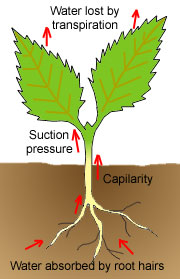 Water lost by
transpiration
Suction
pressure
Capilarity
Water absorbed by root hairs